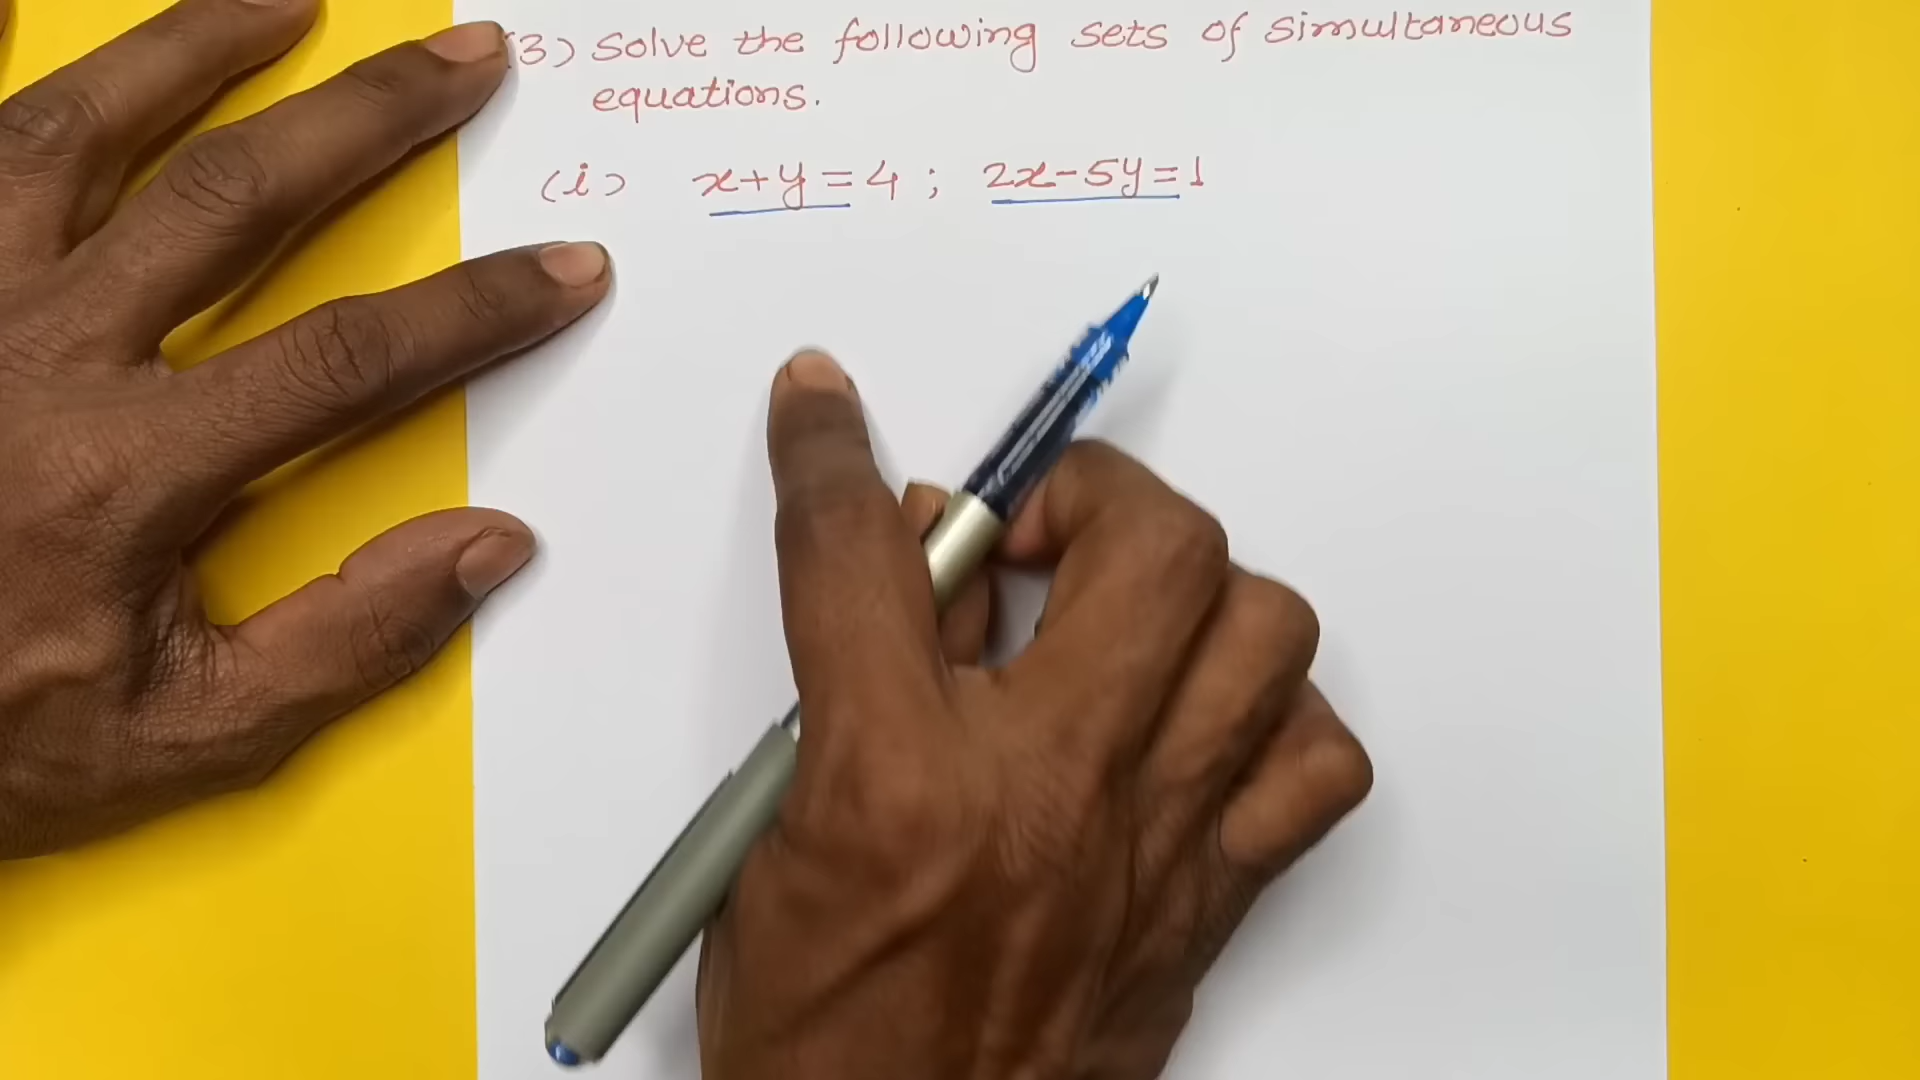 (3) Solve the following sets of simultaneous
equations.
(i) x+y=4 ; 2x-5y=1